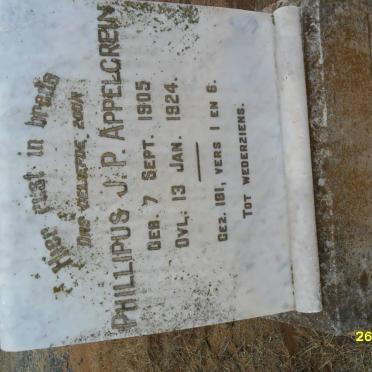 Hier rust in vrede
Ons geliefde zoon
PHILLIPUS J. P. APPELGREIN
GEB. 7 SEPT. 1905
OVL. 13 JAN. 1924.
GEZ. 181, VERS 1 EN 6.
TOT WEDERZIENS.
26